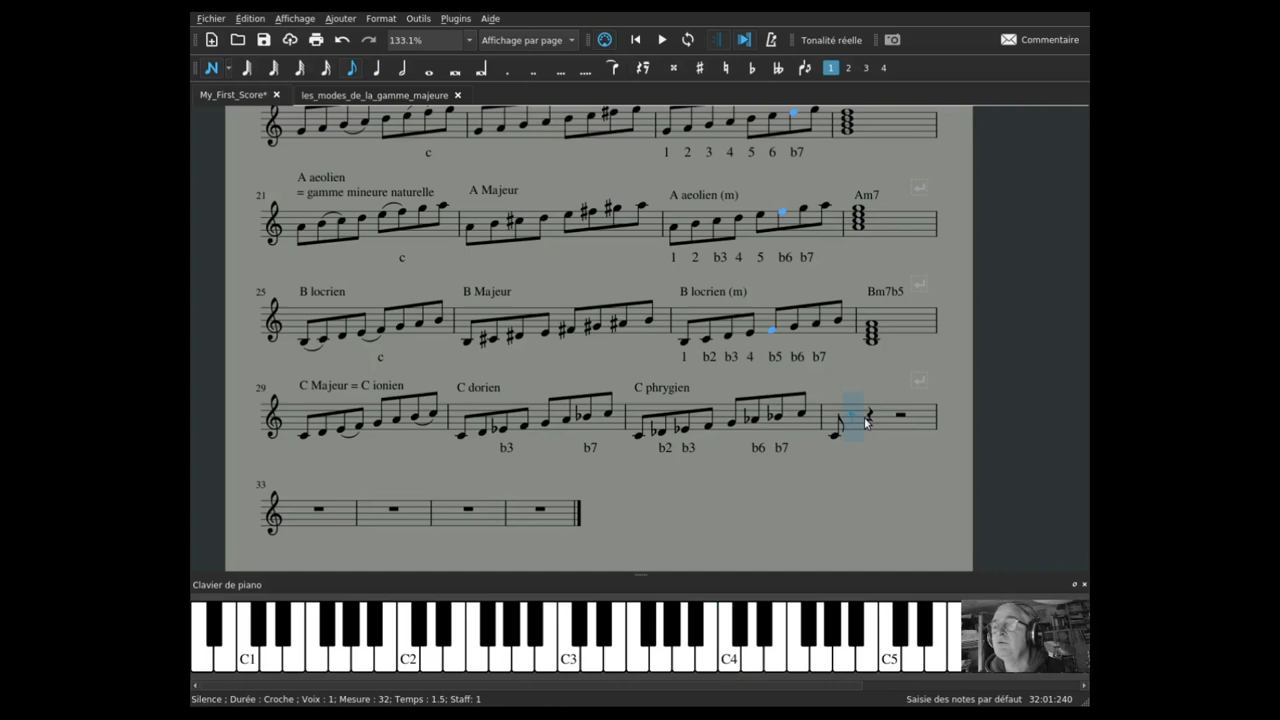 Fichier Édition Affichage Ajouter Format Outils Plugins Aide
133.1% Affichage par page Tonalité réelle Commentaire
1 2 3 4
My_First_Score* les_modes_de_la_gamme_majeure
c 1 2 3 4 5 6 b7
A aeolien
= gamme mineure naturelle A Majeur A aeolien (m) Am7
21
c 1 2 b3 4 5 b6 b7
25 B locrien B Majeur B locrien (m) Bm7b5
c 1 b2 b3 4 b5 b6 b7
29 C Majeur = C ionien C dorien C phrygien
b3 b7 b2 b3 b6 b7
33
Clavier de piano
C1 C2 C3 C4 C5
Silence ; Durée : Croche ; Voix : 1; Mesure : 32; Temps : 1.5; Staff: 1 Saisie des notes par défaut 32:01:240